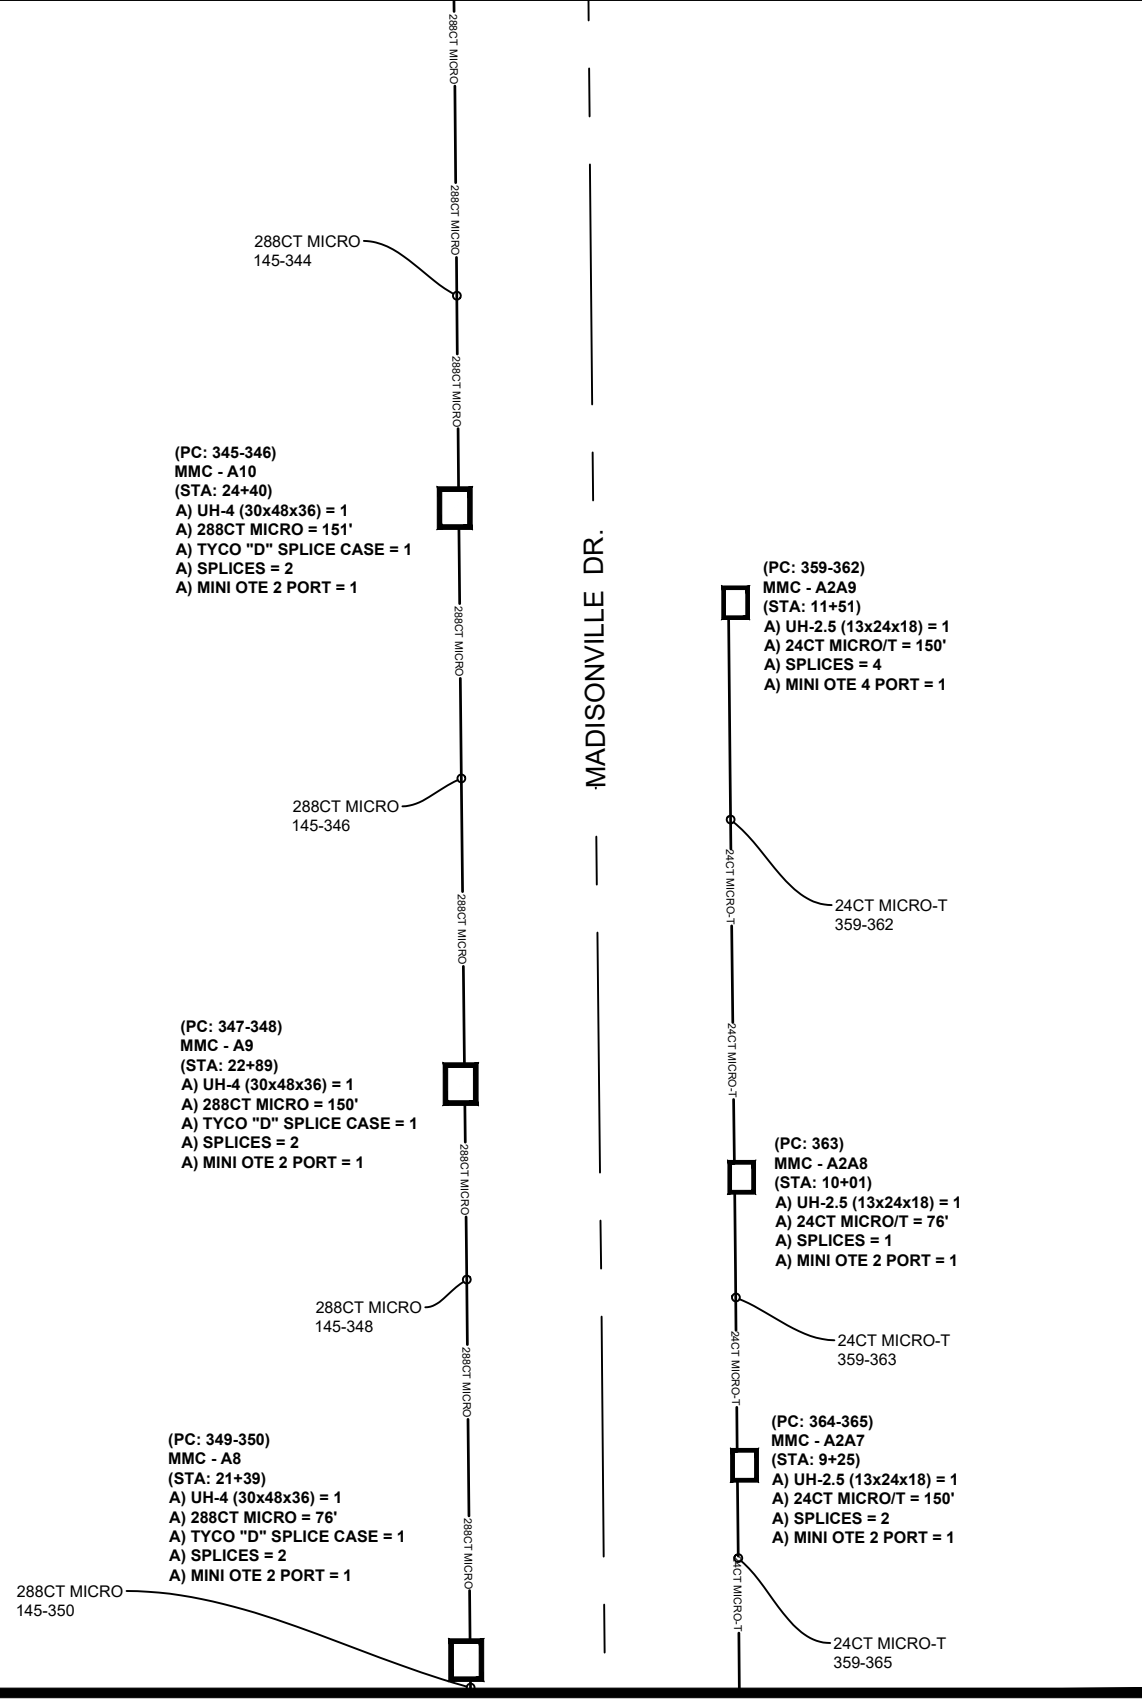 288CT MICRO
288CT MICRO
288CT MICRO
145-344
288CT MICRO
(PC: 345-346)
MMC - A10
(STA: 24+40)
A) UH-4 (30x48x36) = 1
A) 288CT MICRO = 151'
A) TYCO "D" SPLICE CASE = 1
A) SPLICES = 2
A) MINI OTE 2 PORT = 1
MADISONVILLE DR.
(PC: 359-362)
MMC - A2A9
(STA: 11+51)
A) UH-2.5 (13x24x18) = 1
A) 24CT MICRO/T = 150'
A) SPLICES = 4
A) MINI OTE 4 PORT = 1
288CT MICRO
288CT MICRO
145-346
24CT MICRO-T
24CT MICRO-T
359-362
288CT MICRO
(PC: 347-348)
MMC - A9
(STA: 22+89)
A) UH-4 (30x48x36) = 1
A) 288CT MICRO = 150'
A) TYCO "D" SPLICE CASE = 1
A) SPLICES = 2
A) MINI OTE 2 PORT = 1
24CT MICRO-T
(PC: 363)
MMC - A2A8
(STA: 10+01)
A) UH-2.5 (13x24x18) = 1
A) 24CT MICRO/T = 76'
A) SPLICES = 1
A) MINI OTE 2 PORT = 1
288CT MICRO
288CT MICRO
145-348
24CT MICRO-T
359-363
24CT MICRO-T
288CT MICRO
(PC: 349-350)
MMC - A8
(STA: 21+39)
A) UH-4 (30x48x36) = 1
A) 288CT MICRO = 76'
A) TYCO "D" SPLICE CASE = 1
A) SPLICES = 2
A) MINI OTE 2 PORT = 1
(PC: 364-365)
MMC - A2A7
(STA: 9+25)
A) UH-2.5 (13x24x18) = 1
A) 24CT MICRO/T = 150'
A) SPLICES = 2
A) MINI OTE 2 PORT = 1
288CT MICRO
288CT MICRO
145-350
24CT MICRO-T
24CT MICRO-T
359-365